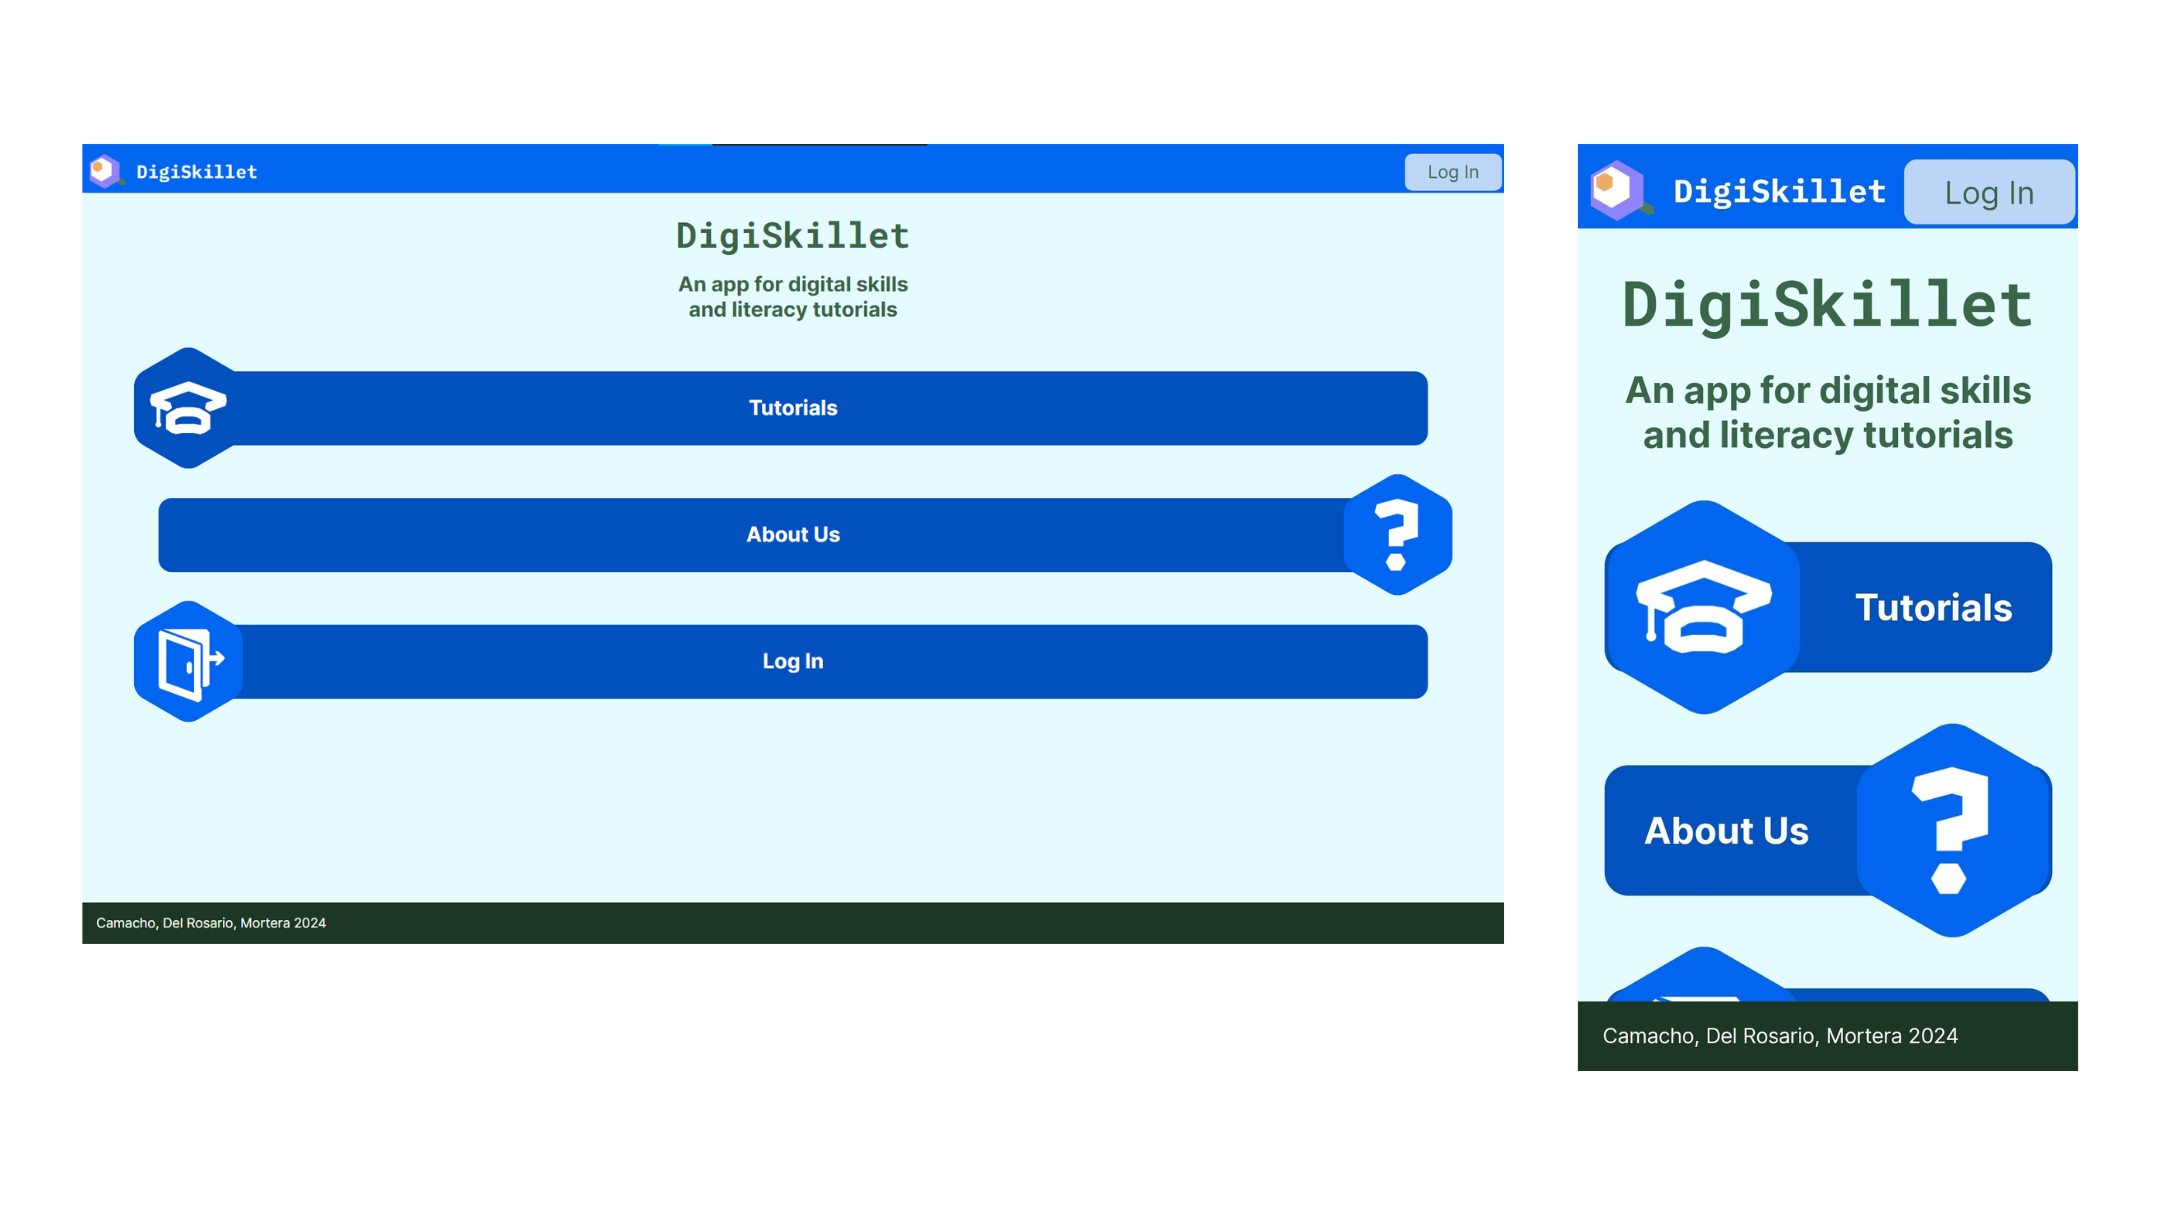 DigiSkillet
Log In
DigiSkillet
An app for digital skills
and literacy tutorials
Tutorials
About Us
Log In
Camacho, Del Rosario, Mortera 2024
DigiSkillet
Log In
DigiSkillet
An app for digital skills
and literacy tutorials
Tutorials
About Us
Camacho, Del Rosario, Mortera 2024